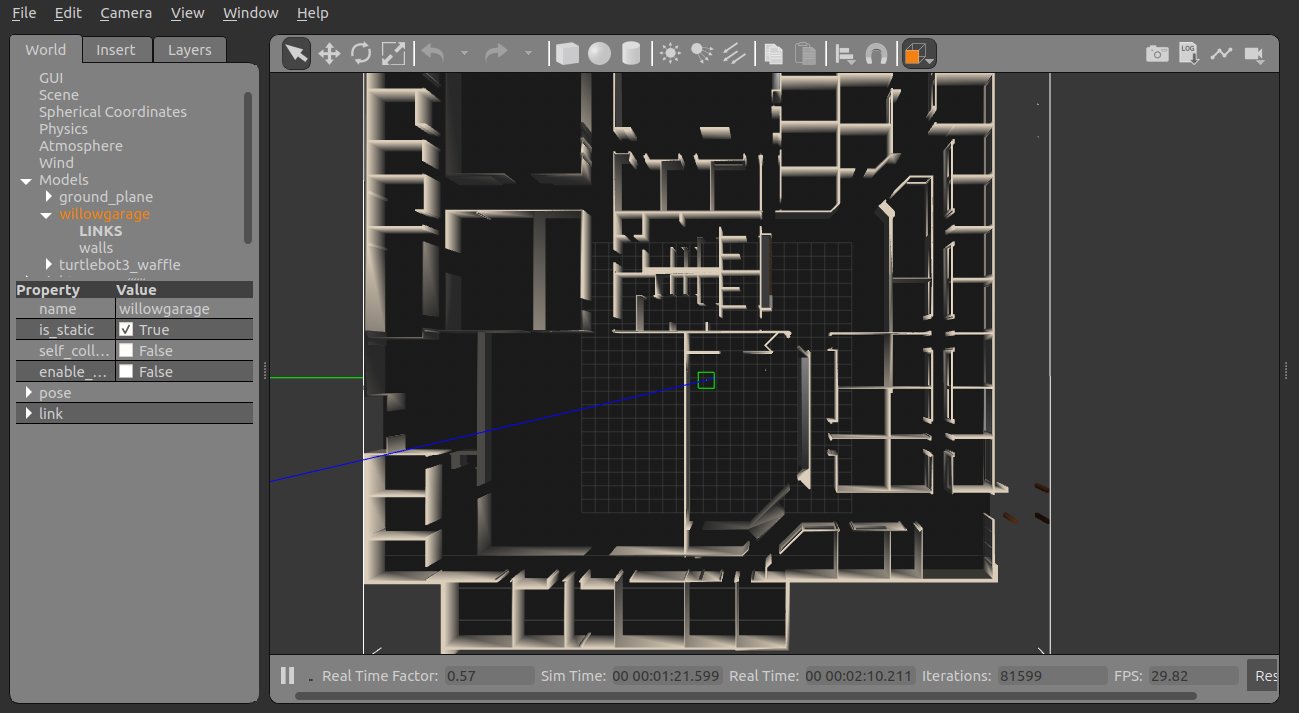 File Edit Camera View Window Help
World Insert Layers
LOG
GUI
Scene
Spherical Coordinates
Physics
Atmosphere
Wind
Models
ground_plane
willowgarage
LINKS
walls
turtlebot3_waffle
Property Value
name willowgarage
is_static True
self_coll... False
enable_... False
pose
link
Real Time Factor: 0.57 Sim Time: 00 00:01:21.599 Real Time: 00 00:02:10.211 Iterations: 81599 FPS: 29.82 Res